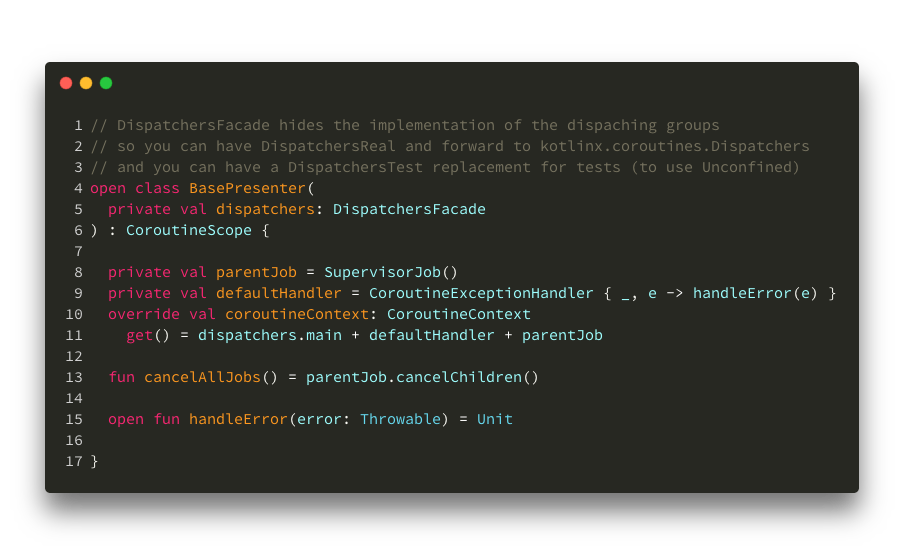 1 // DispatchersFacade hides the implementation of the dispaching groups
2 // so you can have DispatchersReal and forward to kotlinx.coroutines.Dispatchers
3 // and you can have a DispatchersTest replacement for tests (to use Unconfined)
4 open class BasePresenter(
5   private val dispatchers: DispatchersFacade
6 ) : CoroutineScope {
7
8   private val parentJob = SupervisorJob()
9   private val defaultHandler = CoroutineExceptionHandler { _, e -> handleError(e) }
10   override val coroutineContext: CoroutineContext
11     get() = dispatchers.main + defaultHandler + parentJob
12
13   fun cancelAllJobs() = parentJob.cancelChildren()
14
15   open fun handleError(error: Throwable) = Unit
16
17 }